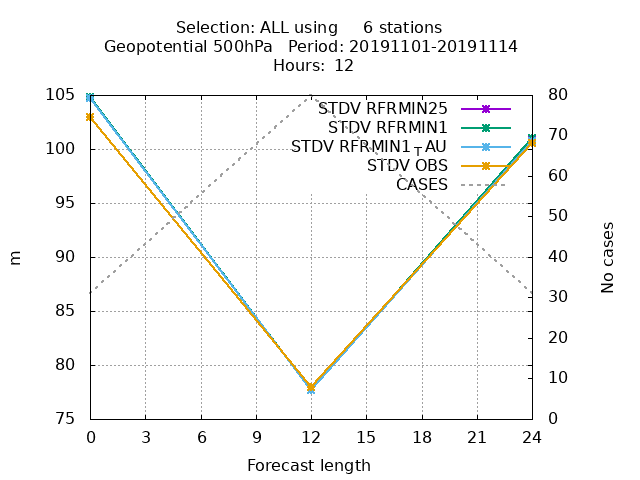 Selection: ALL using     6 stations
Geopotential 500hPa   Period: 20191101-20191114
Hours: 12
105
100
95
90
85
80
75
m
80
70
60
50
40
30
20
10
0
No cases
STDV RFRMIN25
STDV RFRMIN1
STDV RFRMIN1_TAU
STDV OBS
CASES
0 3 6 9 12 15 18 21 24
Forecast length